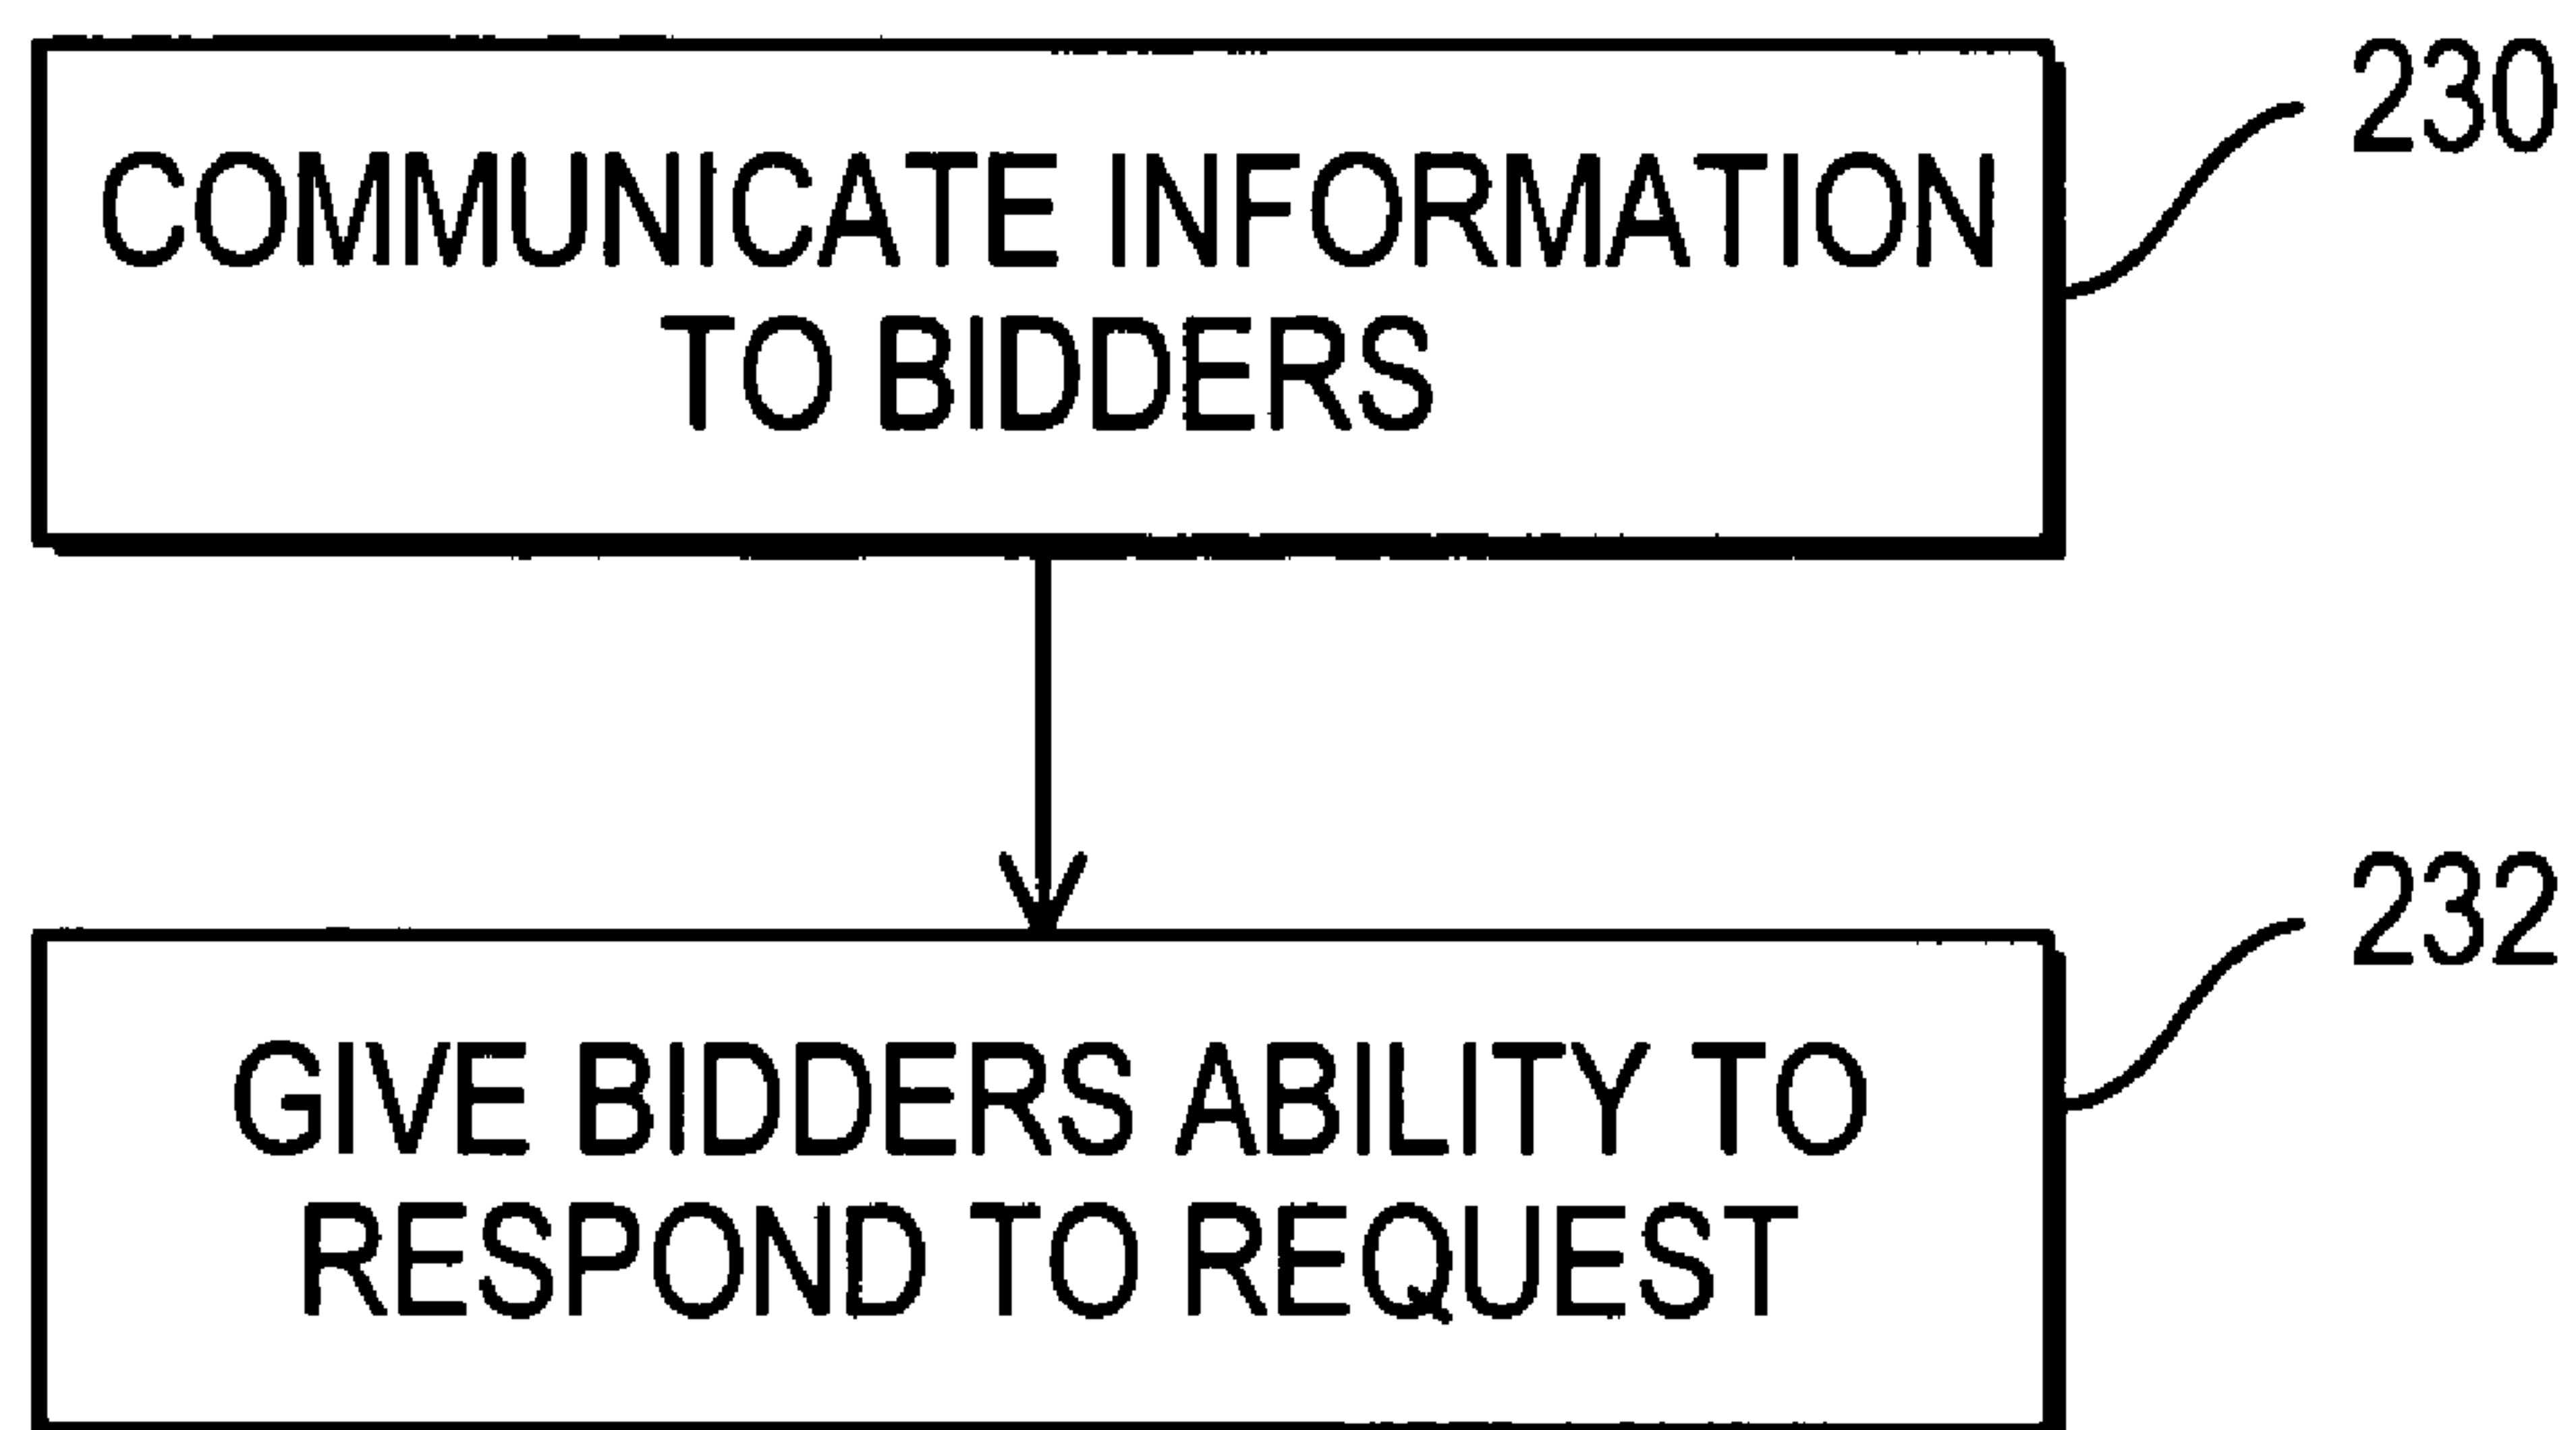 230
COMMUNICATE INFORMATION
TO BIDDERS
232
GIVE BIDDERS ABILITY TO
RESPOND TO REQUEST